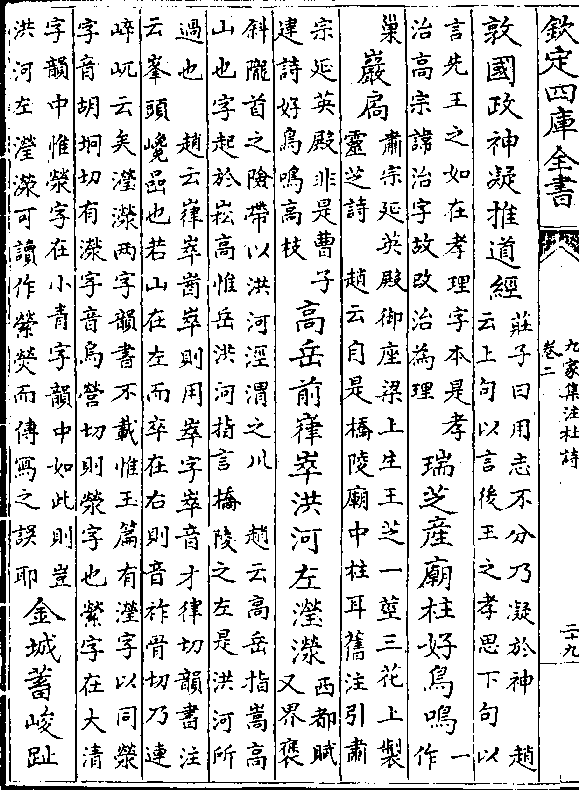 欽定四庫全書
九家集注杜詩
卷二
二十九
敦國政神凝推道經
莊子曰用志不分乃凝於神 趙
云上句以言後王之孝思下句以
言先王之如在孝理字本是孝
治高宗諱治字故改治為理
瑞芝産廟柱好鳥鳴
一
作
巢
巖扃
肅宗延英殿御座梁上生玉芝一莖三花上製
靈芝詩 趙云自是橋陵廟中柱耳舊注引肅
宗延英殿非是曹子
建詩好鳥鳴高枝
高岳前嵂崒洪河左瀅濚
西都賦
又界褒
斜隴首之險帶以洪河涇渭之川 趙云高岳指嵩高
山也字起於崧高惟岳洪河指言橋陵之左是洪河所
過也 趙云嵂崒崷崒則用崒字崒音才律切韻書注
云峯頭巉嵒也若山在左而卒在右則音祚骨切乃連
崪屼云矣瀅濚两字韻書不載惟玉篇有瀅字以同滎
字音胡坰切有濚字音烏營切則滎字也縈字在大清
字韻中惟滎字在小青字韻中如此則豈
洪河左瀅濚可讀作縈熒而傳寫之誤耶
金城蓄峻趾